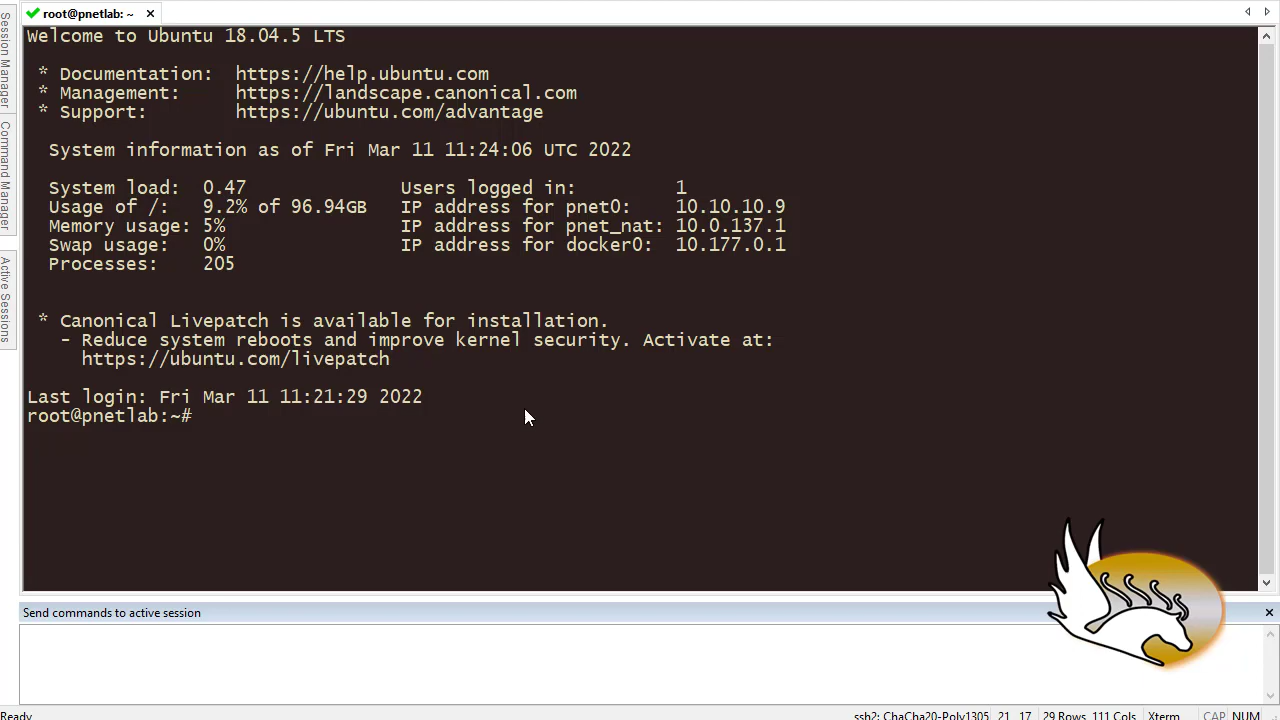 root@pnetlab: ~
Session Manager
Command Manager
Active Sessions
Welcome to Ubuntu 18.04.5 LTS
* Documentation: https://help.ubuntu.com
* Management: https://landscape.canonical.com
* Support: https://ubuntu.com/advantage
System information as of Fri Mar 11 11:24:06 UTC 2022
System load: 0.47 Users logged in: 1
Usage of /: 9.2% of 96.94GB IP address for pnet0: 10.10.10.9
Memory usage: 5% IP address for pnet_nat: 10.0.137.1
Swap usage: 0% IP address for docker0: 10.177.0.1
Processes: 205
* Canonical Livepatch is available for installation.
- Reduce system reboots and improve kernel security. Activate at:
https://ubuntu.com/livepatch
Last login: Fri Mar 11 11:21:29 2022
root@pnetlab:~#
Send commands to active session
Ready ssh2: ChaCha20-Poly1305 21, 17 29 Rows, 111 Cols Xterm CAP NUM